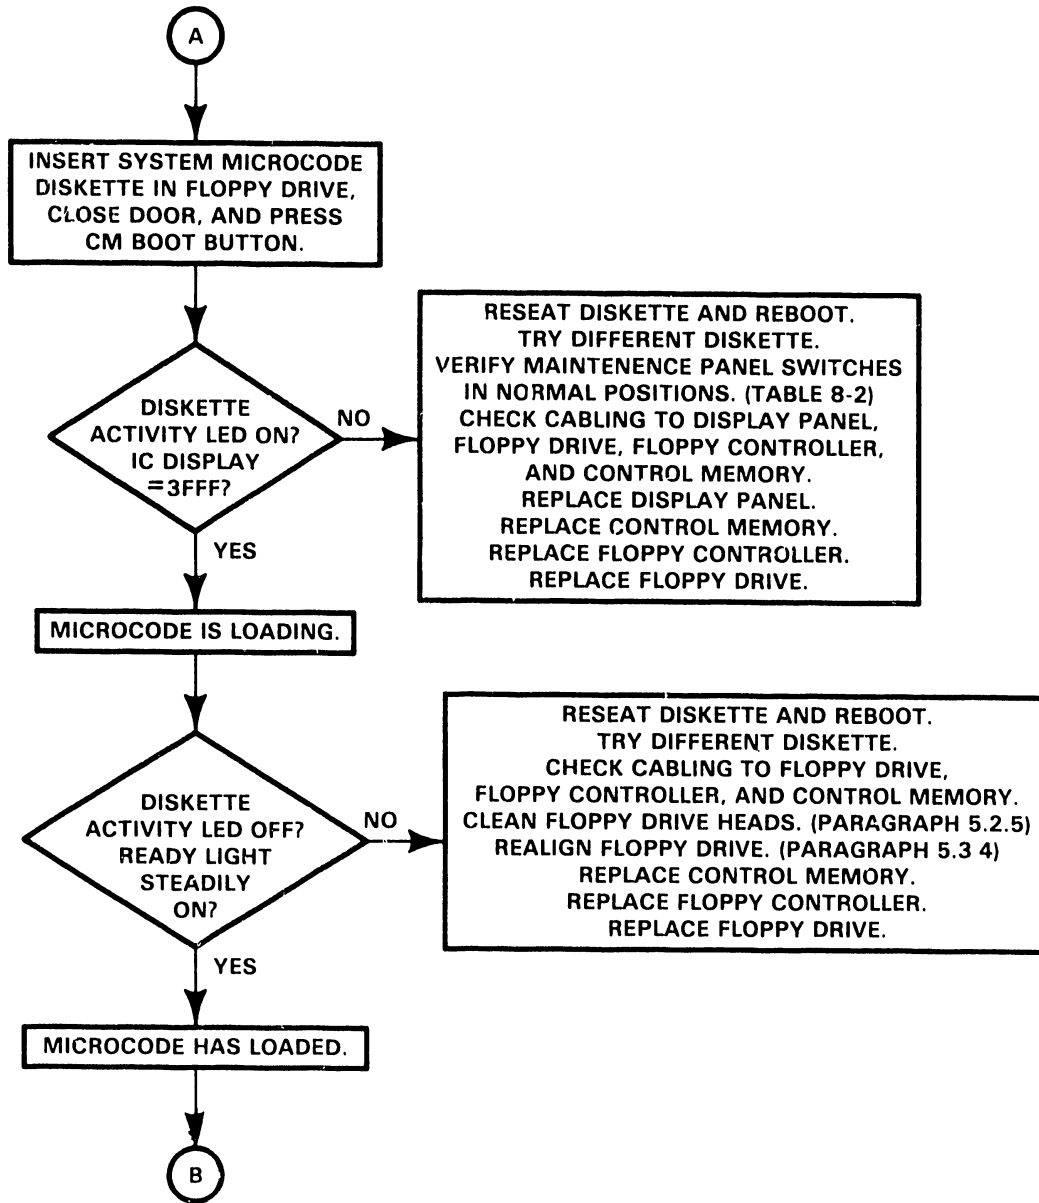 A
INSERT SYSTEM MICROCODE
DISKETTE IN FLOPPY DRIVE,
CLOSE DOOR, AND PRESS
CM BOOT BUTTON.
DISKETTE
ACTIVITY LED ON?
IC DISPLAY
=3FFF?
NO
RESEAT DISKETTE AND REBOOT.
TRY DIFFERENT DISKETTE.
VERIFY MAINTENENCE PANEL SWITCHES
IN NORMAL POSITIONS. (TABLE 8-2)
CHECK CABLING TO DISPLAY PANEL,
FLOPPY DRIVE, FLOPPY CONTROLLER,
AND CONTROL MEMORY.
REPLACE DISPLAY PANEL.
REPLACE CONTROL MEMORY.
REPLACE FLOPPY CONTROLLER.
REPLACE FLOPPY DRIVE.
YES
MICROCODE IS LOADING.
DISKETTE
ACTIVITY LED OFF?
READY LIGHT
STEADILY
ON?
NO
RESEAT DISKETTE AND REBOOT.
TRY DIFFERENT DISKETTE.
CHECK CABLING TO FLOPPY DRIVE,
FLOPPY CONTROLLER, AND CONTROL MEMORY.
CLEAN FLOPPY DRIVE HEADS. (PARAGRAPH 5.2.5)
REALIGN FLOPPY DRIVE. (PARAGRAPH 5.3 4)
REPLACE CONTROL MEMORY.
REPLACE FLOPPY CONTROLLER.
REPLACE FLOPPY DRIVE.
YES
MICROCODE HAS LOADED.
B